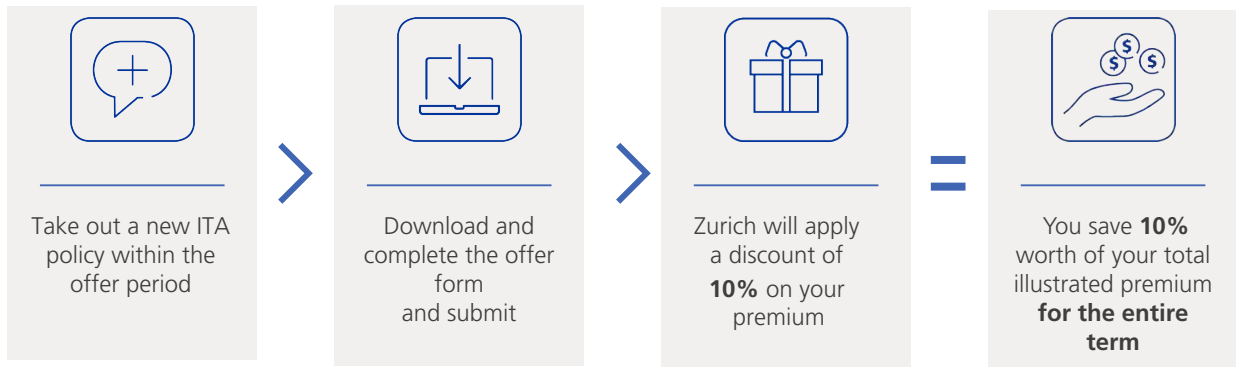 Take out a new ITA
policy within the
offer period
Download and
complete the offer
form
and submit
Zurich will apply
a discount of
10% on your
premium
$ $ $
You save 10%
worth of your total
illustrated premium
for the entire
term